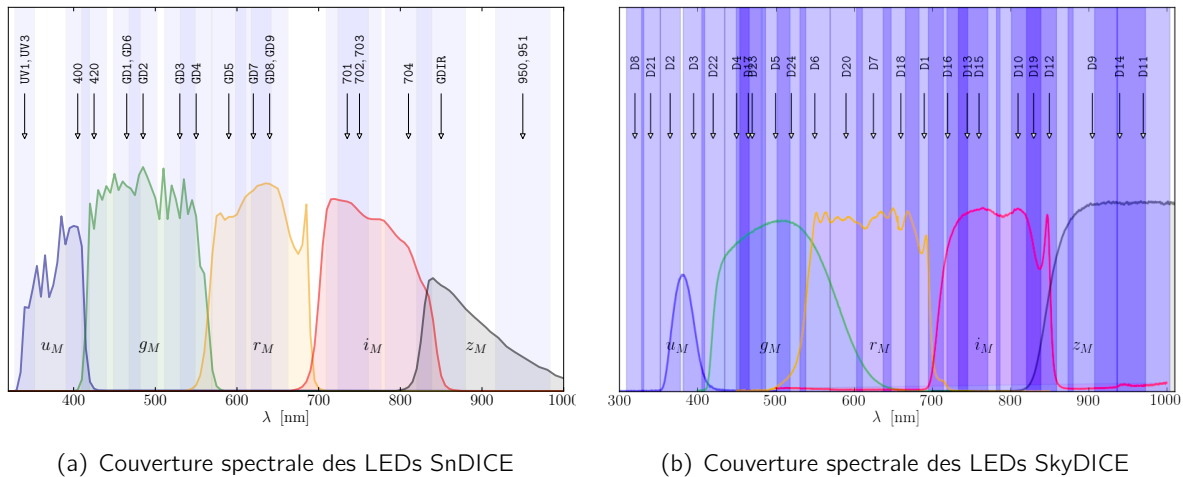 UV1, UV3
400
420
GD1, GD6
GD2
GD3
GD4
GD5
GD7
GD8, GD9
701
702, 703
704
GDIR
950, 951
u_M
g_M
r_M
i_M
z_M
400 500 600 700 800 900 1000
λ [nm]
(a) Couverture spectrale des LEDs SnDICE
D8
D21
D2
D3
D22
D4
D5
D24
D6
D20
D7
D18
D1
D16
D13
D15
D10
D19
D12
D9
D14
D11
u_M
g_M
r_M
i_M
z_M
300 400 500 600 700 800 900 1000
λ [nm]
(b) Couverture spectrale des LEDs SkyDICE